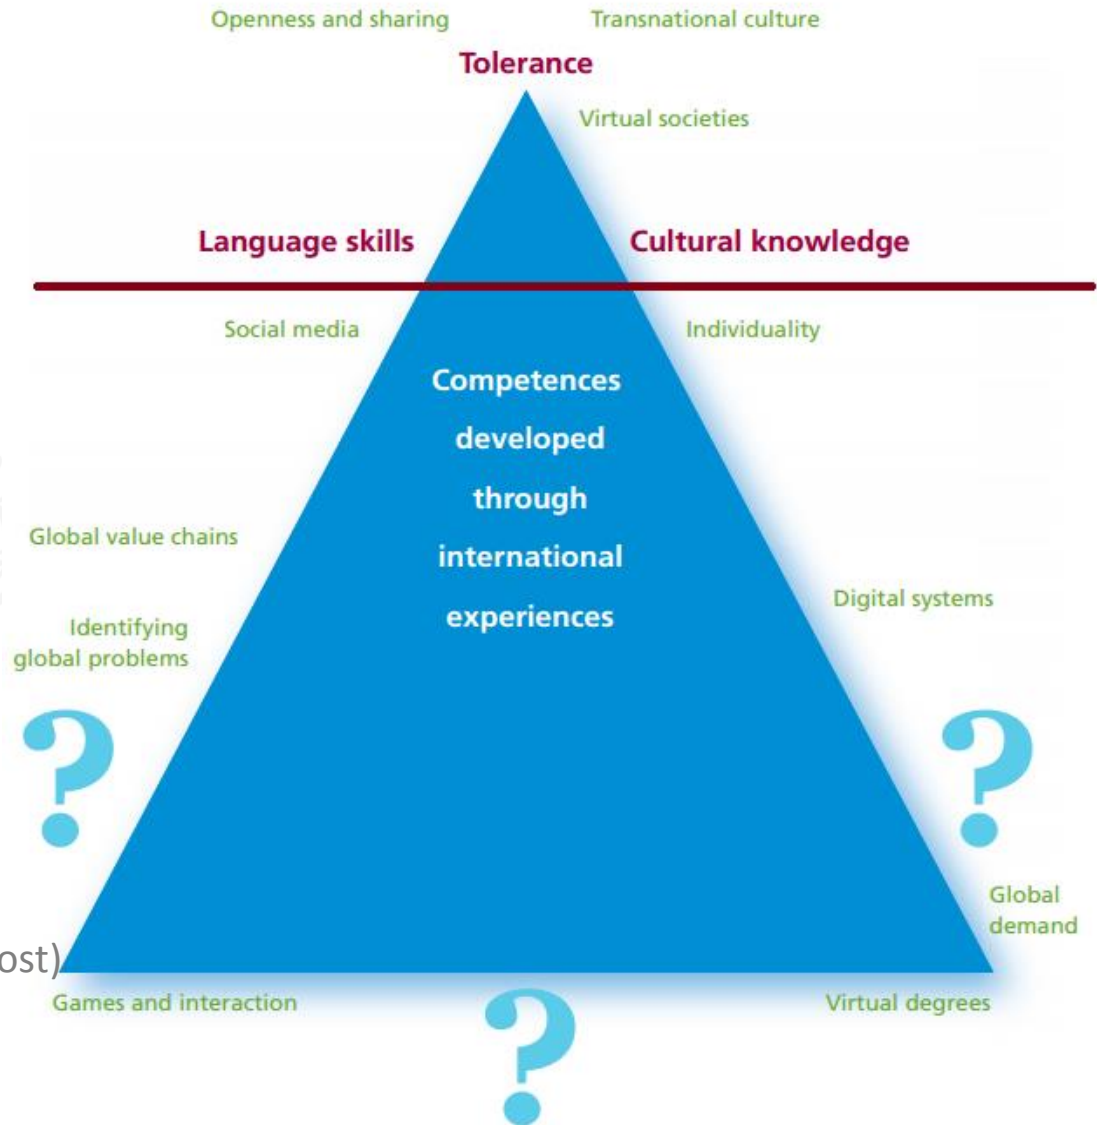 Openness and sharing
Transnational culture
Tolerance
Virtual societies
Language skills
Cultural knowledge
Social media
Individuality
Competences
developed
through
international
experiences
Global value chains
Digital systems
Identifying
global problems
?
?
Global
demand
ost)
Games and interaction
Virtual degrees
?